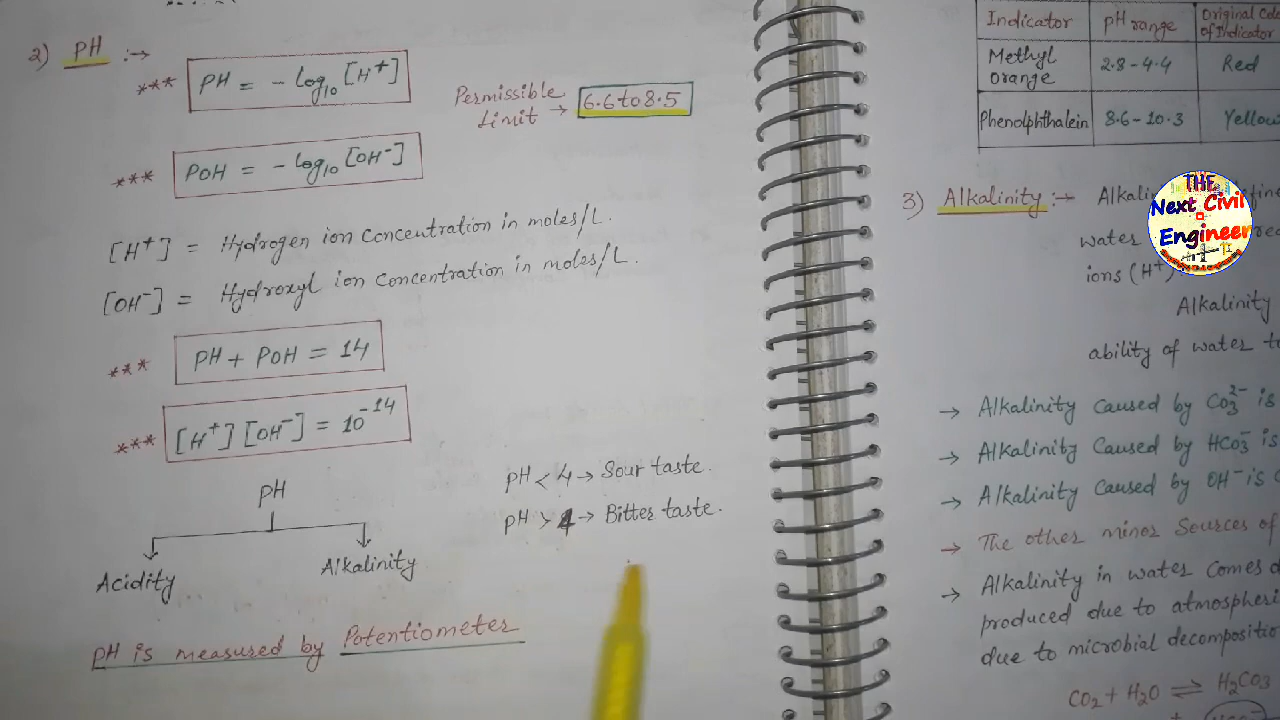 2) PH :→
*** PH = - log₁₀ [H⁺]
Permissible
Limit → 6.6 to 8.5
*** POH = - log₁₀ [OH⁻]
[H⁺] = Hydrogen ion concentration in moles/L.
[OH⁻] = Hydroxyl ion concentration in moles/L.
*** PH + POH = 14
*** [H⁺] [OH⁻] = 10⁻¹⁴
PH
Acidity
Alkalinity
pH < 4 → Sour taste.
pH > 4 → Bitter taste.
PH is measured by Potentiometer
Indicator pH range Original
of Indicator
Methyl
orange 2.8 - 4.4 Red
Phenolphthalein 8.6 - 10.3 Yellow
THE
Next Civil
Engineer
3) Alkalinity :→
water
ions (H⁺)
Alkalinity
ability of water
→ Alkalinity caused by CO₃²⁻ is
→ Alkalinity caused by HCO₃⁻ is
→ Alkalinity caused by OH⁻ is
→ The other minor sources of
→ Alkalinity in water comes
produced due to
due to microbial
CO₂ + H₂O ⇌ H₂CO₃